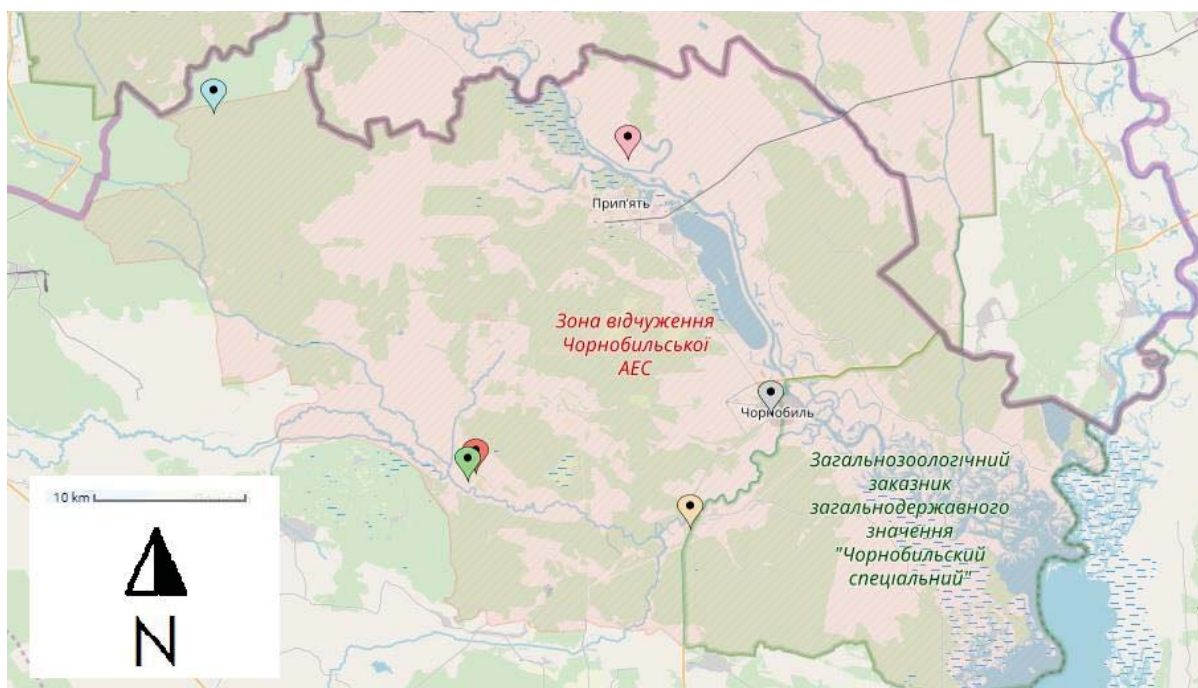 Прип'ять
Зона відчуження
Чорнобильської
АЕС
Чорнобиль
Загальнозоологічний
заказник
загальнодержавного
значення
"Чорнобильский
спеціальний"
10 km
N